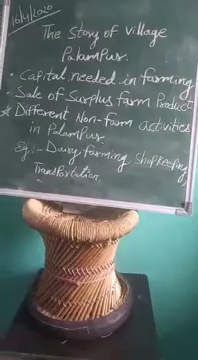 16/4/2020
The Story of village
Palampur
• Capital needed in farming
• Sale of Surplus farm Product
* Different Non-farm activities
in Palampur.
Eg:- Dairy farming, Shopkeeping
Transportation